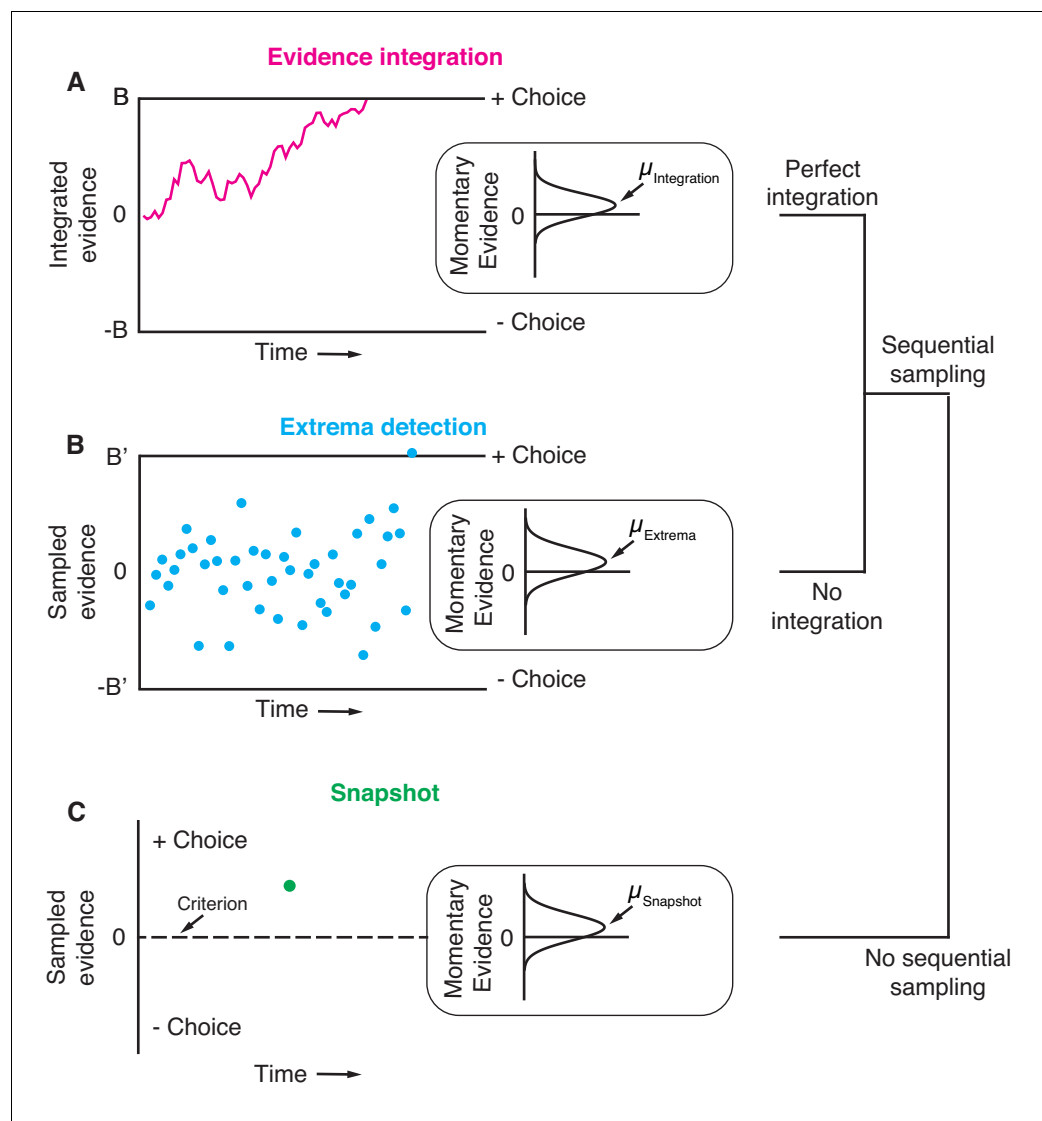 Evidence integration
A
B
+ Choice
Integrated
evidence
0
-B
- Choice
Time
Momentary
Evidence
0
μIntegration
Perfect
integration
Sequential
sampling
Extrema detection
B
B'
+ Choice
Sampled
evidence
0
-B'
- Choice
Time
Momentary
Evidence
0
μExtrema
No
integration
Snapshot
C
+ Choice
Criterion
Sampled
evidence
0
- Choice
Time
Momentary
Evidence
0
μSnapshot
No sequential
sampling